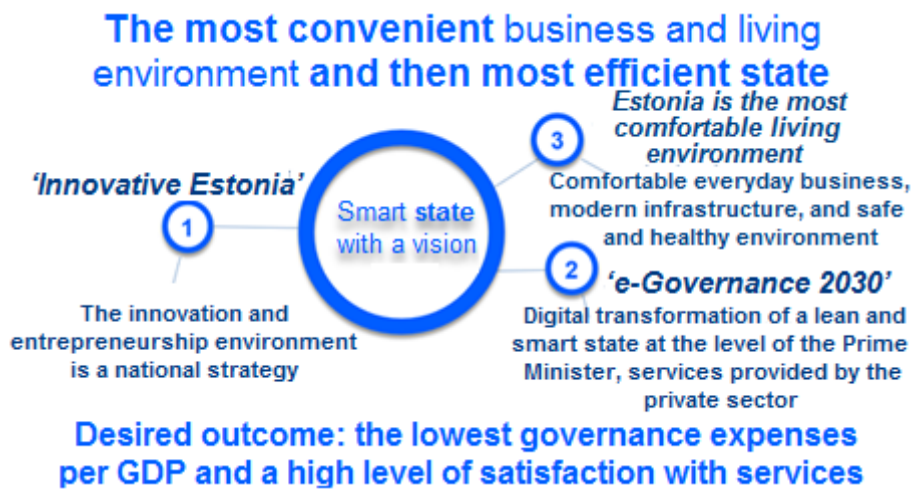 The most convenient business and living
environment and then most efficient state
‘Innovative Estonia’
1
The innovation and
entrepreneurship environment
is a national strategy
Smart state
with a vision
3
Estonia is the most
comfortable living
environment
Comfortable everyday business,
modern infrastructure, and safe
and healthy environment
2
‘e-Governance 2030’
Digital transformation of a lean and
smart state at the level of the Prime
Minister, services provided by the
private sector
Desired outcome: the lowest governance expenses
per GDP and a high level of satisfaction with services